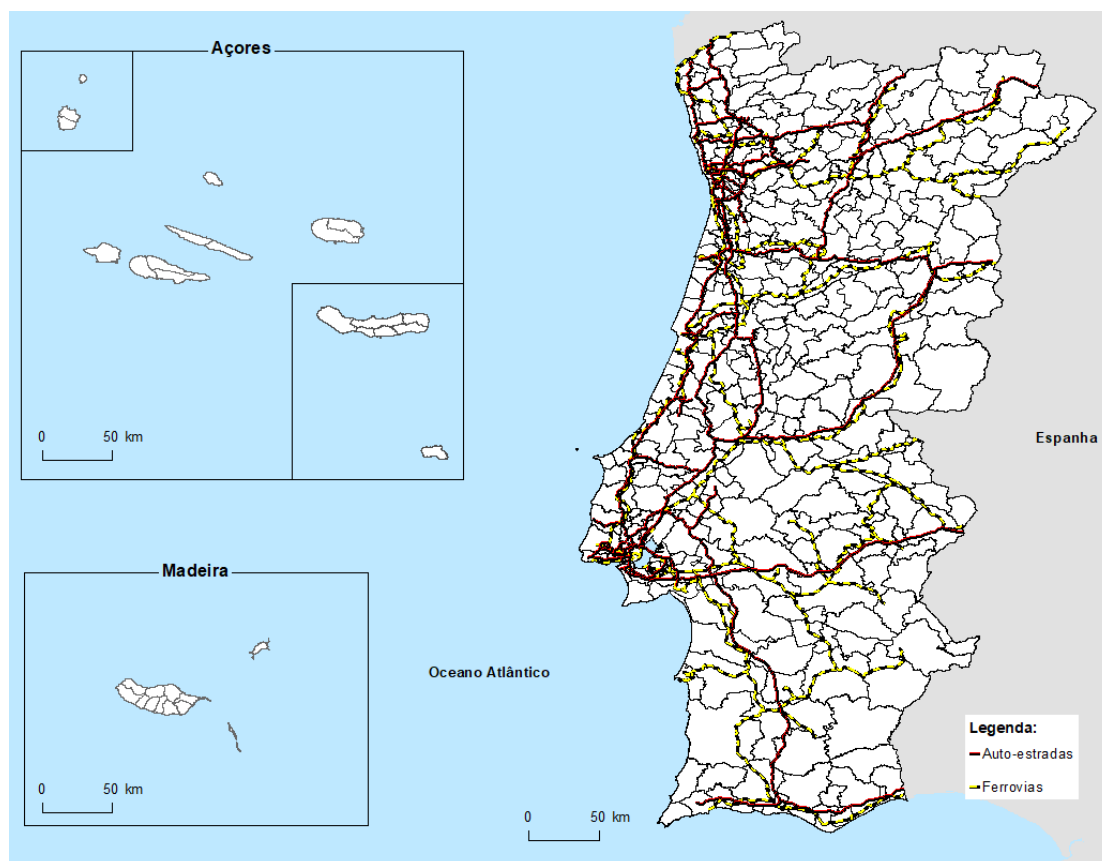 Açores
0 50 km
Madeira
0 50 km
Oceano Atlântico
Espanha
Legenda:
Auto-estradas
Ferrovias
0 50 km